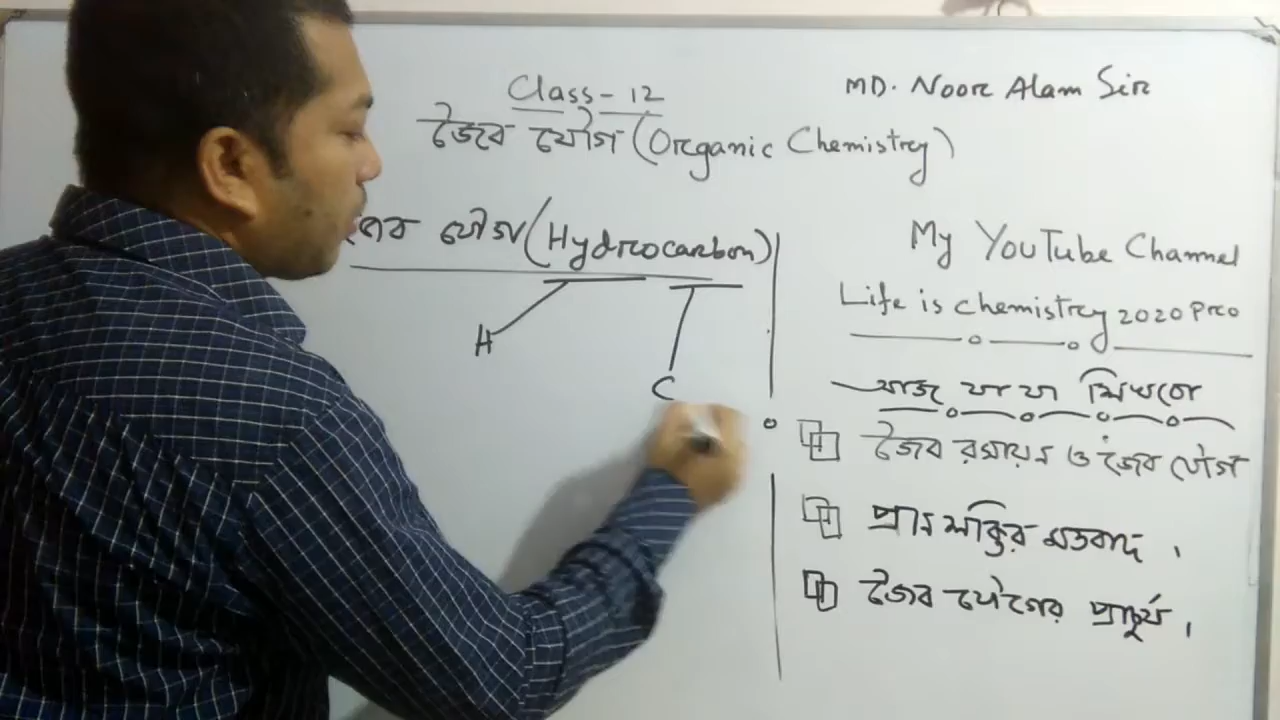 Class - 12
MD. Noor Alam Sir
জৈব যৌগ (Organic Chemistry)
যৌগ (Hydrocarbon)
H
C
My YouTube Channel
Life is chemistry 2020 Pro
আজ যা যা শিখবো
জৈব রসায়ন ও জৈব যৌগ
প্রান শক্তির মতবাদ ।
জৈব যৌগের প্রাচুর্য ।